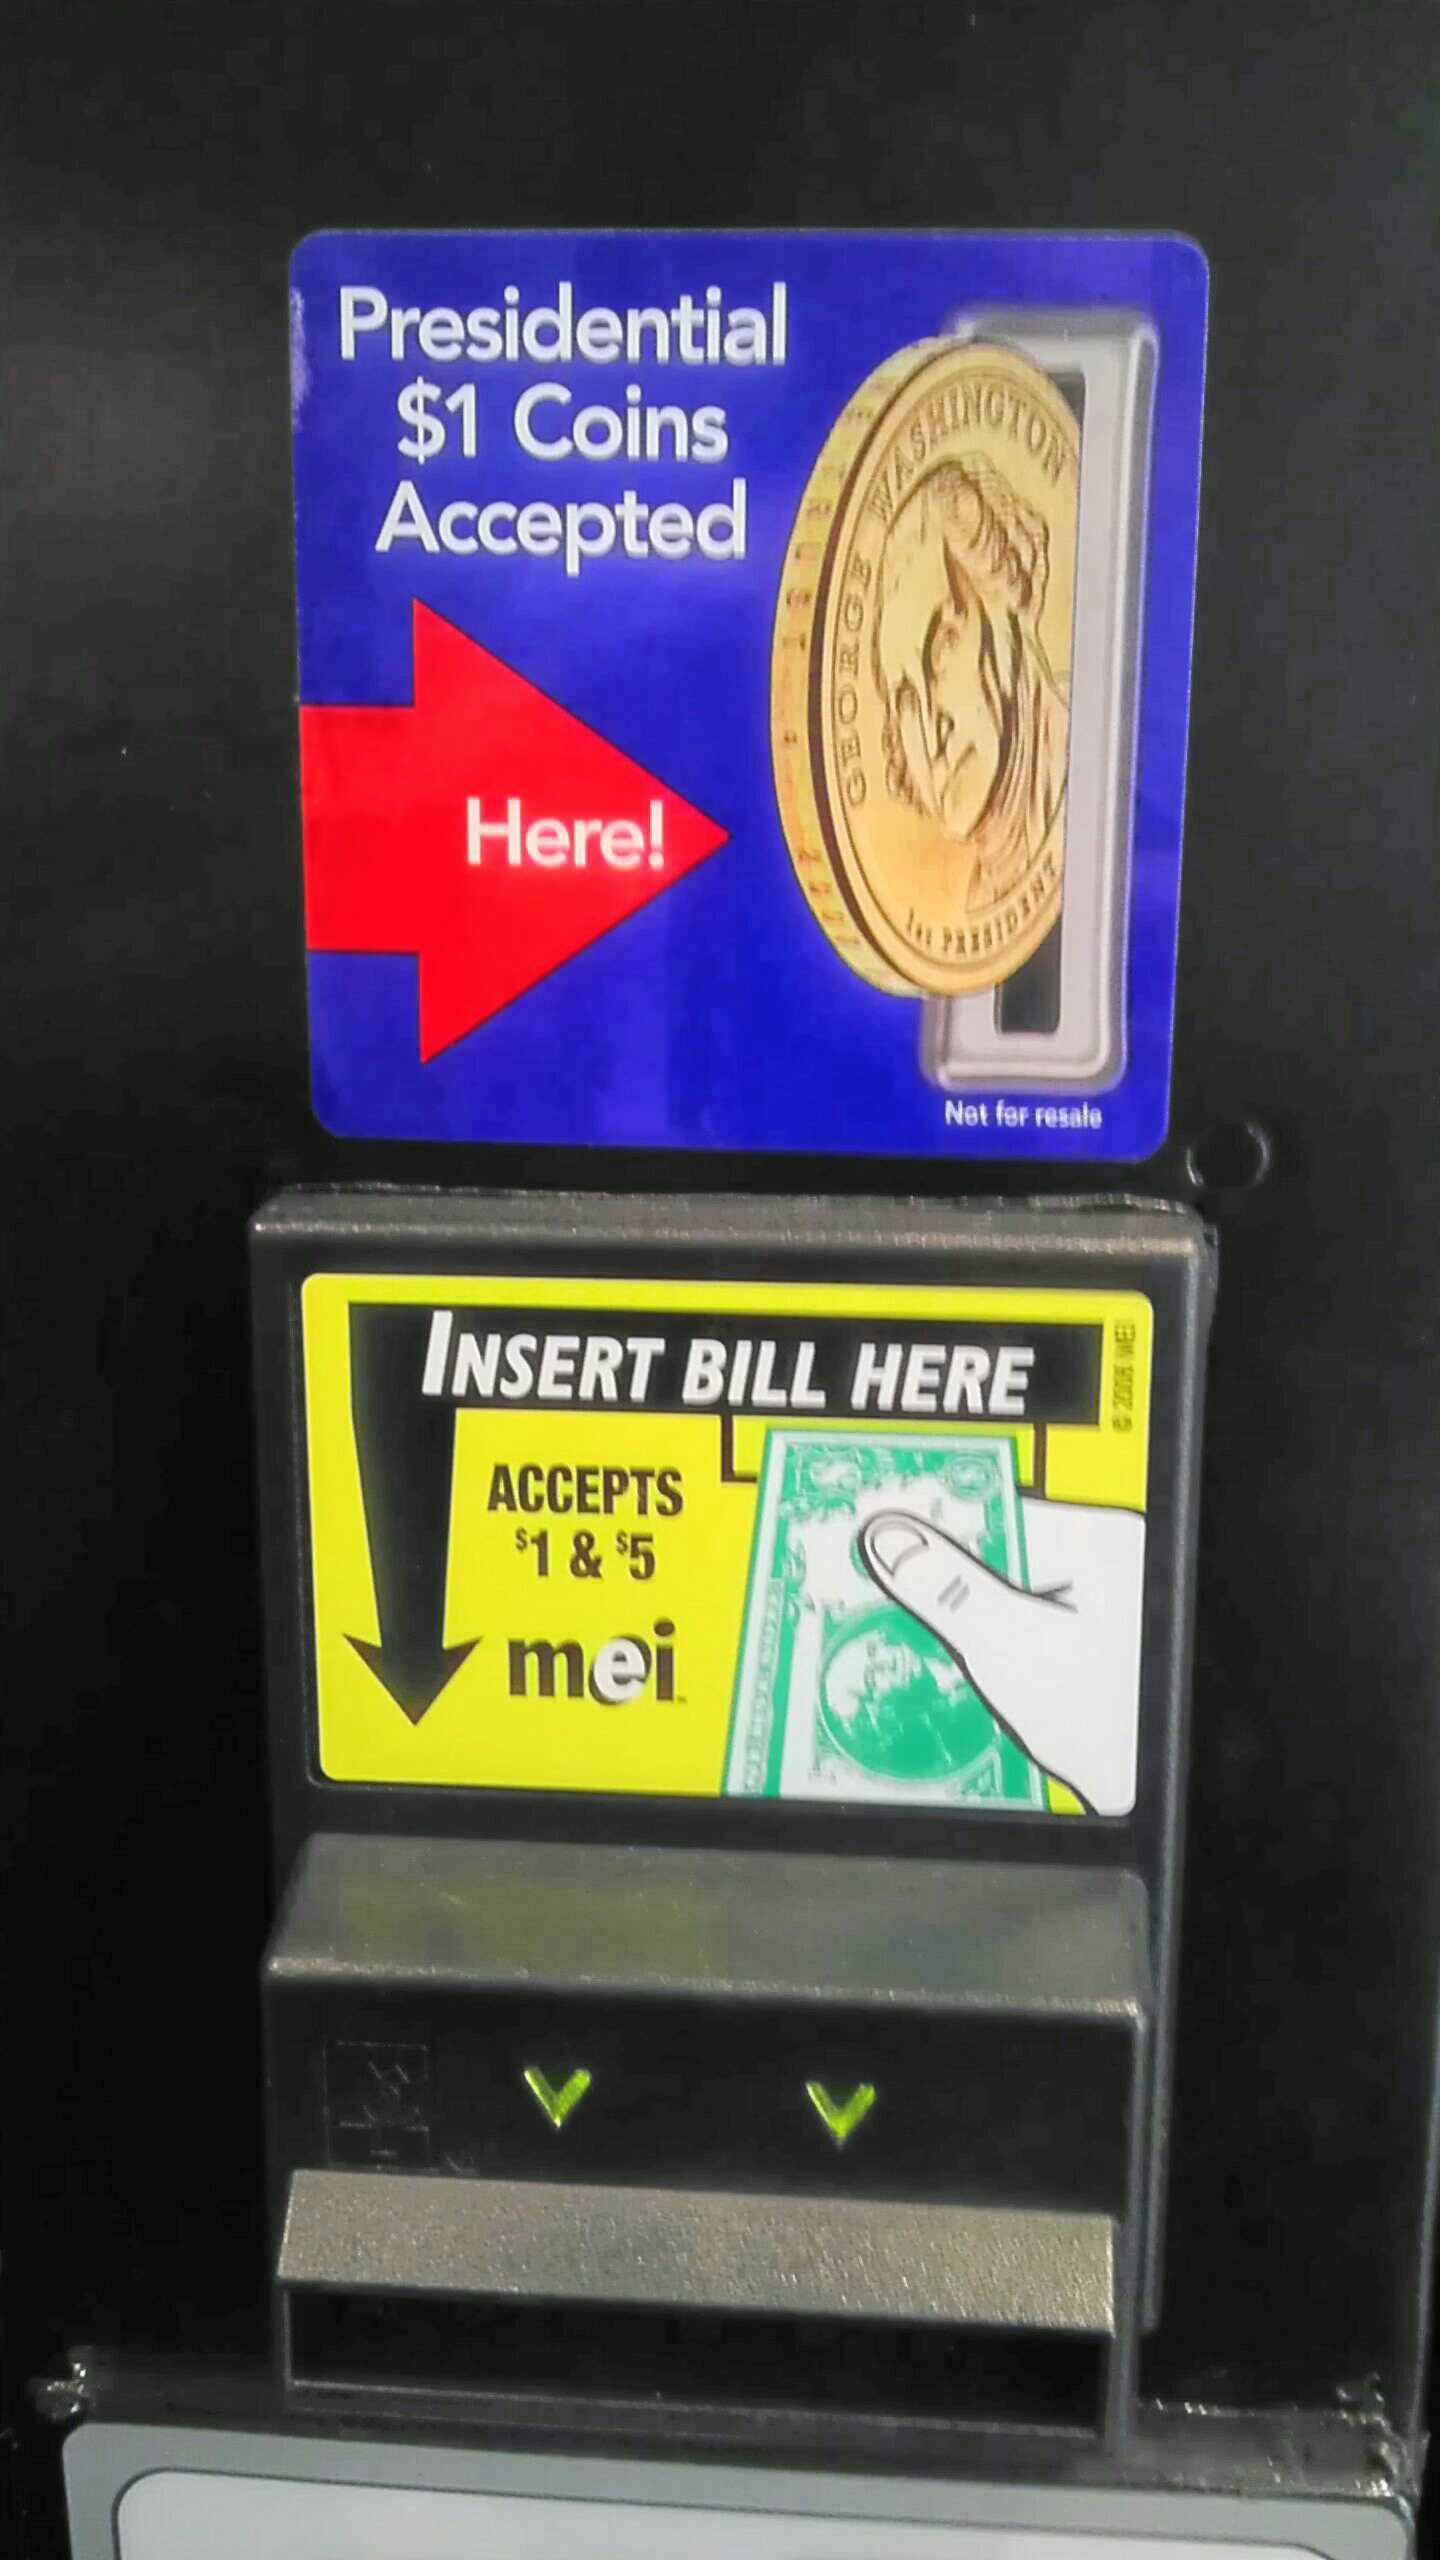 Presidential
$1 Coins
Accepted
Here!
GEORGE WASHINGTON
1st PRESIDENT
Not for resale
INSERT BILL HERE
ACCEPTS
$1 & $5
mei